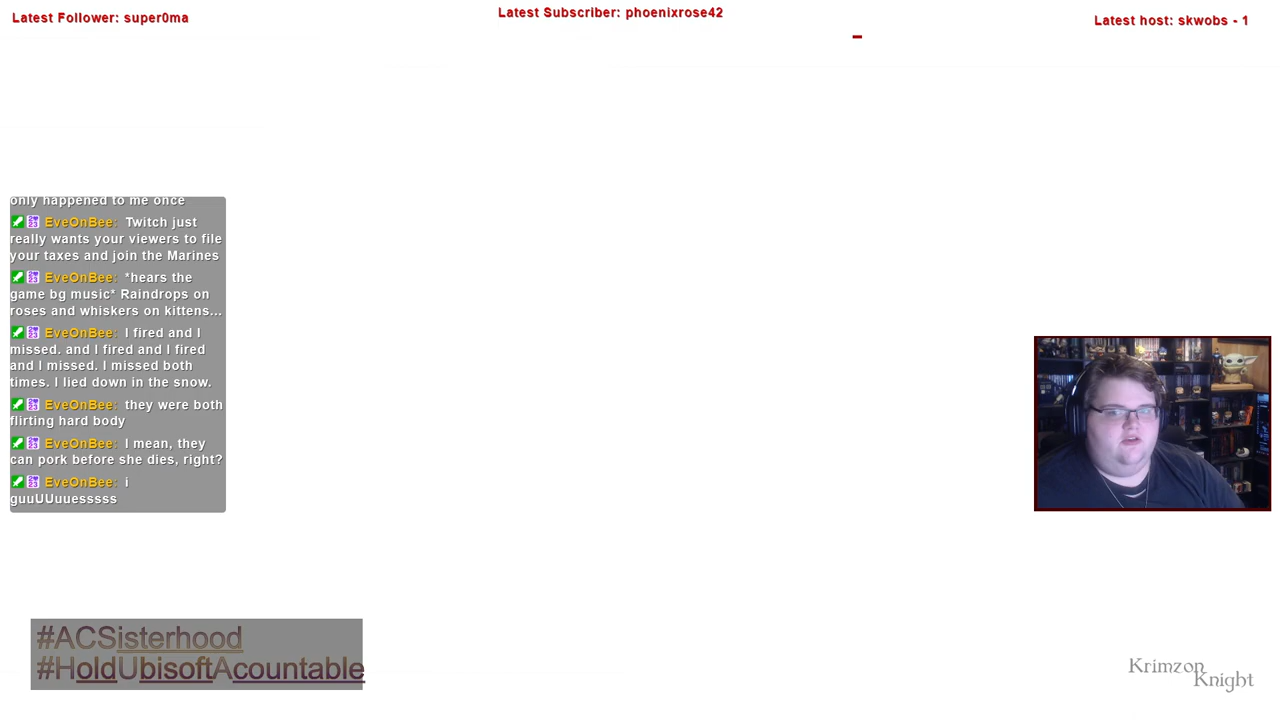 Latest Follower: super0ma
Latest Subscriber: phoenixrose42
Latest host: skwobs - 1
only happened to me once
EveOnBee: Twitch just
really wants your viewers to file
your taxes and join the Marines
EveOnBee: *hears the
game bg music* Raindrops on
roses and whiskers on kittens...
EveOnBee: I fired and I
missed. and I fired and I fired
and I missed. I missed both
times. I lied down in the snow.
EveOnBee: they were both
flirting hard body
EveOnBee: I mean, they
can pork before she dies, right?
EveOnBee: i
guuUUuuesssss
#ACSisterhood
#HoldUbisoftAcountable
Krimzon
Knight